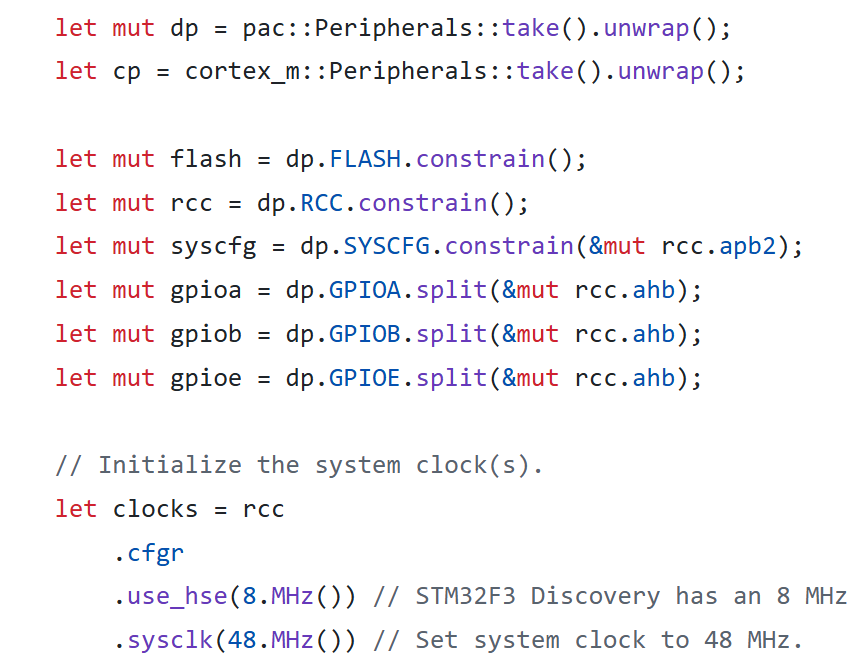 let mut dp = pac::Peripherals::take().unwrap();
let cp = cortex_m::Peripherals::take().unwrap();
let mut flash = dp.FLASH.constrain();
let mut rcc = dp.RCC.constrain();
let mut syscfg = dp.SYSCFG.constrain(&mut rcc.apb2);
let mut gpioa = dp.GPIOA.split(&mut rcc.ahb);
let mut gpiob = dp.GPIOB.split(&mut rcc.ahb);
let mut gpioe = dp.GPIOE.split(&mut rcc.ahb);
// Initialize the system clock(s).
let clocks = rcc
.cfgr
.use_hse(8.MHz()) // STM32F3 Discovery has an 8 MHz
.sysclk(48.MHz()) // Set system clock to 48 MHz.